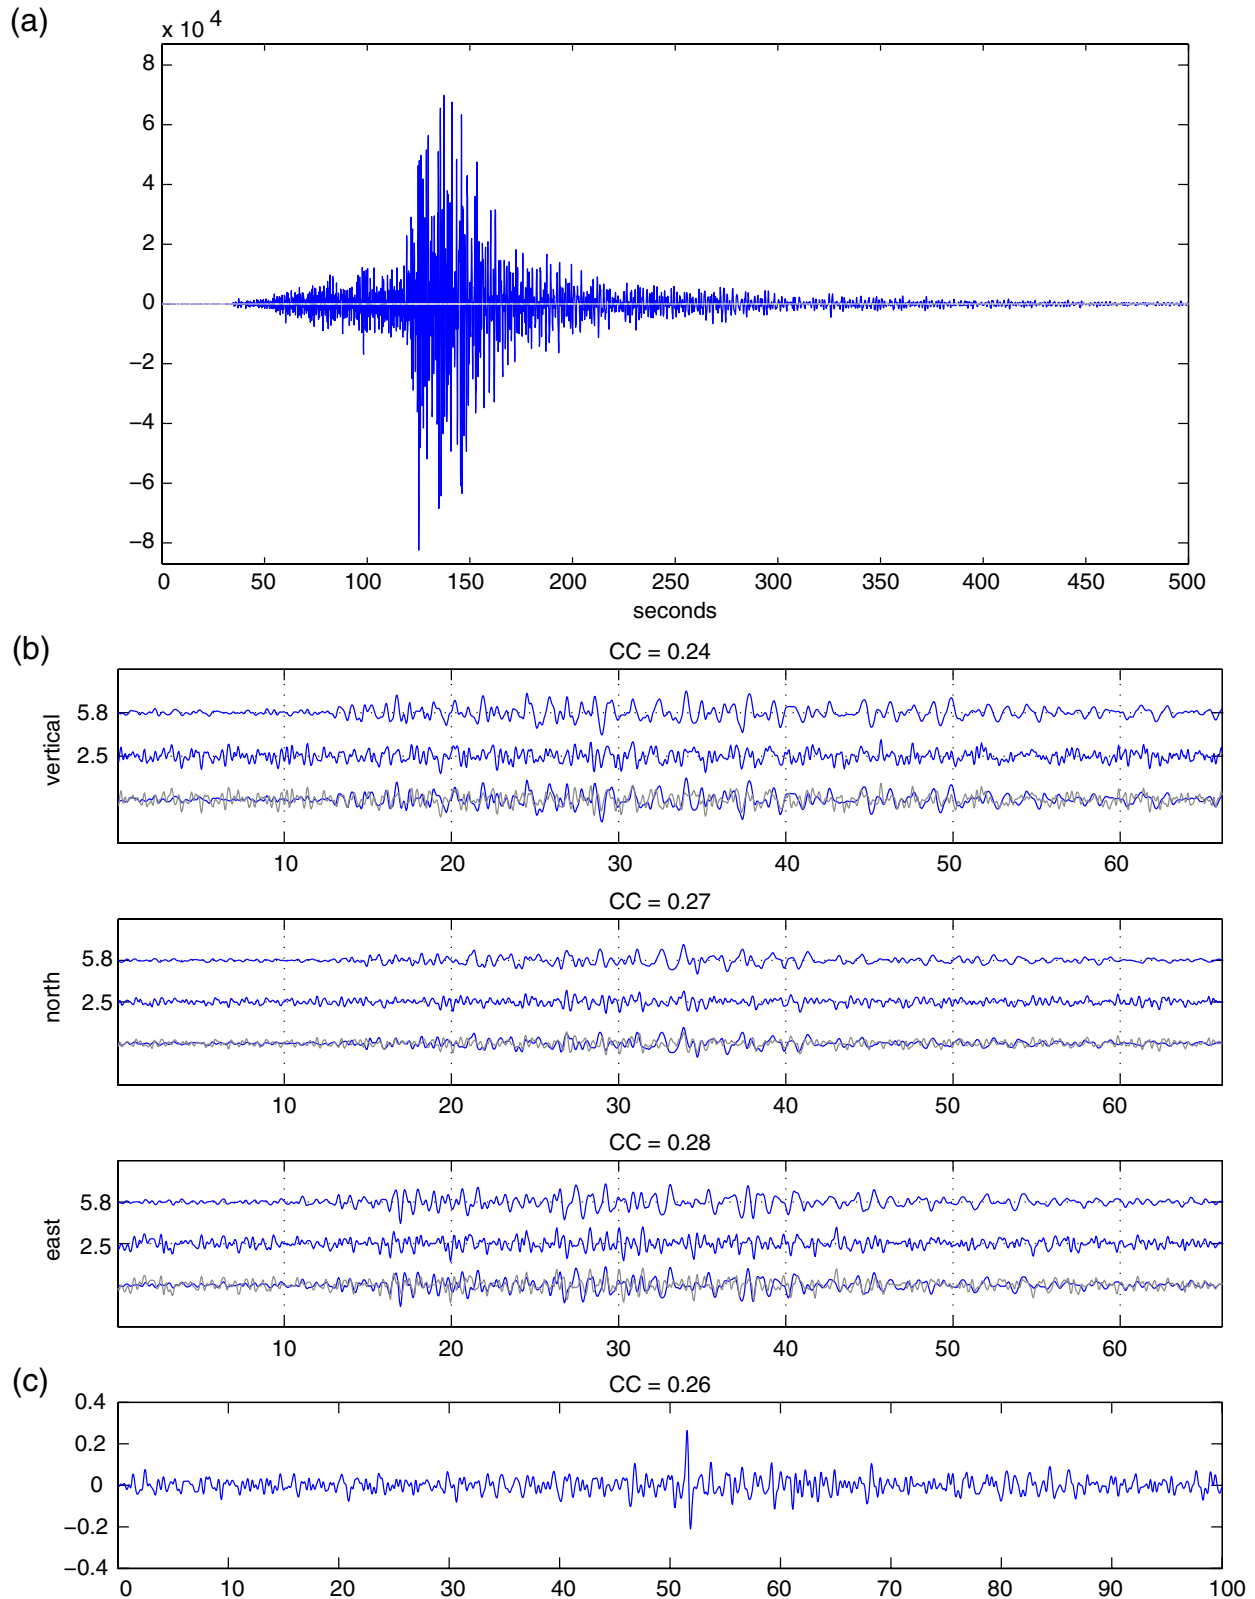 (a)
x 10 4
8
6
4
2
0
−2
−4
−6
−8
0 50 100 150 200 250 300 350 400 450 500
seconds
(b)
CC = 0.24
vertical
5.8
2.5
10 20 30 40 50 60
CC = 0.27
north
5.8
2.5
10 20 30 40 50 60
CC = 0.28
east
5.8
2.5
10 20 30 40 50 60
(c)
CC = 0.26
0.4
0.2
0
−0.2
−0.4
0 10 20 30 40 50 60 70 80 90 100